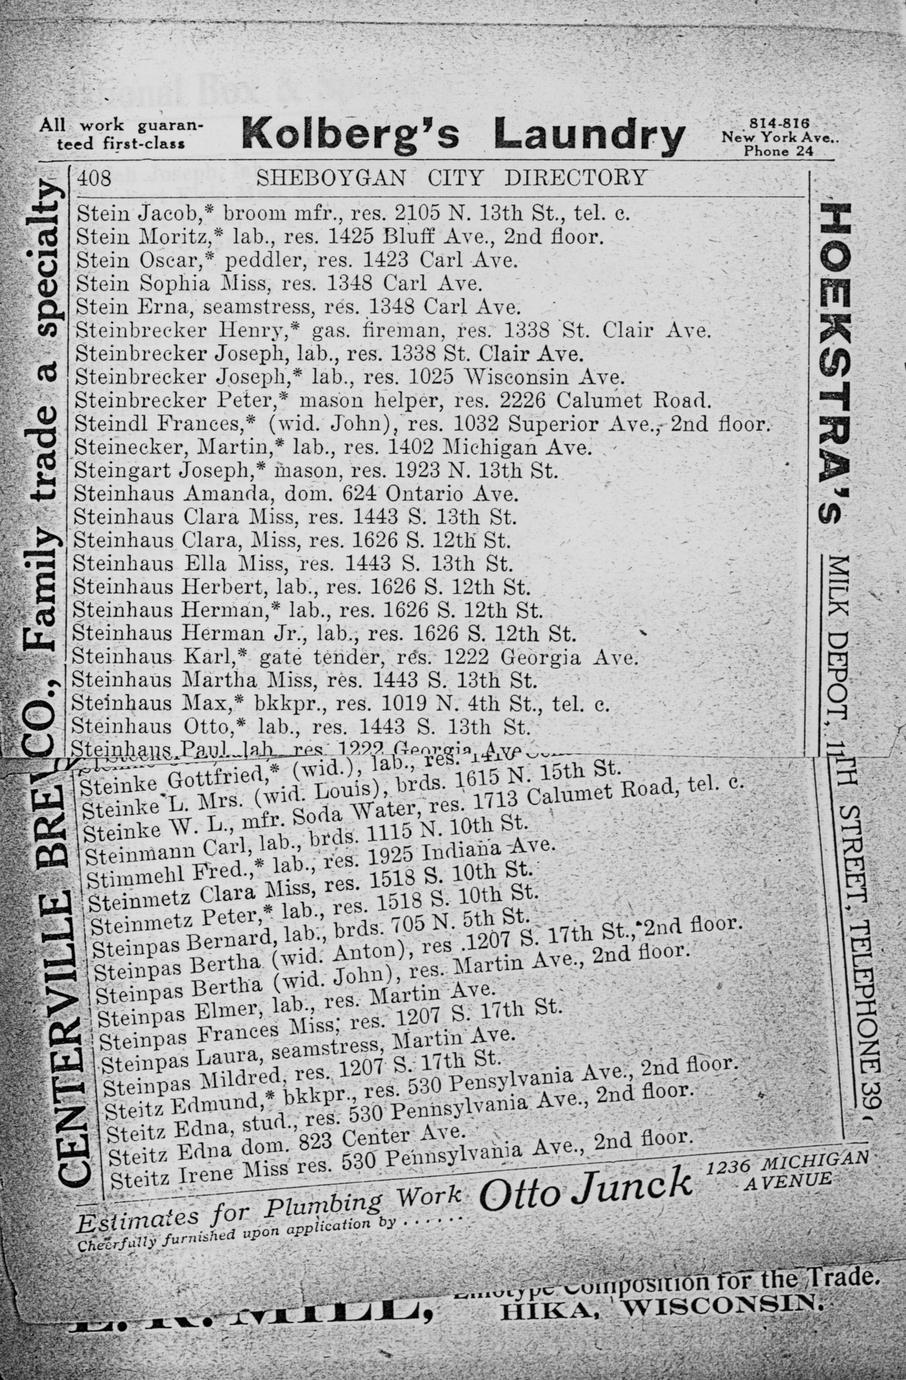 All work guaran-
teed first-class
Kolberg's Laundry
814-816
New York Ave..
Phone 24
408 SHEBOYGAN CITY DIRECTORY
Stein Jacob,* broom mfr., res. 2105 N. 13th St., tel. c.
Stein Moritz,* lab., res. 1425 Bluff Ave., 2nd floor.
Stein Oscar,* peddler, res. 1423 Carl Ave.
Stein Sophia Miss, res. 1348 Carl Ave.
Stein Erna, seamstress, res. 1348 Carl Ave.
Steinbrecker Henry,* gas. fireman, res. 1338 St. Clair Ave.
Steinbrecker Joseph, lab., res. 1338 St. Clair Ave.
Steinbrecker Joseph,* lab., res. 1025 Wisconsin Ave.
Steinbrecker Peter,* mason helper, res. 2226 Calumet Road.
Steindl Frances,* (wid. John), res. 1032 Superior Ave., 2nd floor.
Steinecker, Martin,* lab., res. 1402 Michigan Ave.
Steingart Joseph,* mason, res. 1923 N. 13th St.
Steinhaus Amanda, dom. 624 Ontario Ave.
Steinhaus Clara Miss, res. 1443 S. 13th St.
Steinhaus Clara, Miss, res. 1626 S. 12th St.
Steinhaus Ella Miss, res. 1443 S. 13th St.
Steinhaus Herbert, lab., res. 1626 S. 12th St.
Steinhaus Herman,* lab., res. 1626 S. 12th St.
Steinhaus Herman Jr., lab., res. 1626 S. 12th St.
Steinhaus Karl,* gate tender, res. 1222 Georgia Ave.
Steinhaus Martha Miss, res. 1443 S. 13th St.
Steinhaus Max,* bkkpr., res. 1019 N. 4th St., tel. c.
Steinhaus Otto,* lab., res. 1443 S. 13th St.
Steinhaus Paul, lab., res. 1222 Georgia Ave
Steinke Gottfried,* (wid.), lab., res. 1410
Steinke L. Mrs. (wid. Louis), brds. 1615 N. 15th St.
Steinke W. L., mfr. Soda Water, res. 1713 Calumet Road, tel. c.
Steinmann Carl, lab., brds. 1115 N. 10th St.
Stimmehl Fred.,* lab., res. 1925 Indiana Ave.
Steinmetz Clara Miss, res. 1518 S. 10th St.
Steinmetz Peter,* lab., res. 1518 S. 10th St.
Steinpas Bernard, lab., brds. 705 N. 5th St.
Steinpas Bertha (wid. Anton), res .1207 S. 17th St., 2nd floor.
Steinpas Bertha (wid. John), res. Martin Ave., 2nd floor.
Steinpas Elmer, lab., res. Martin Ave.
Steinpas Frances Miss, res. 1207 S. 17th St.
Steinpas Laura, seamstress, Martin Ave.
Steinpas Mildred, res. 1207 S. 17th St.
Steitz Edmund,* bkkpr., res. 530 Pensylvania Ave., 2nd floor.
Steitz Edna, stud., res. 530 Pennsylvania Ave., 2nd floor.
Steitz Edna dom. 823 Center Ave.
Steitz Irene Miss res. 530 Pennsylvania Ave., 2nd floor.
CENTERVILLE BREW CO., Family trade a specialty
HOEKSTRA's MILK DEPOT, 11TH STREET, TELEPHONE 39
Estimates for Plumbing Work
Cheerfully furnished upon application by ......
Otto Junck
1236 MICHIGAN
AVENUE
Composition for the Trade.
HIKA, WISCONSIN.